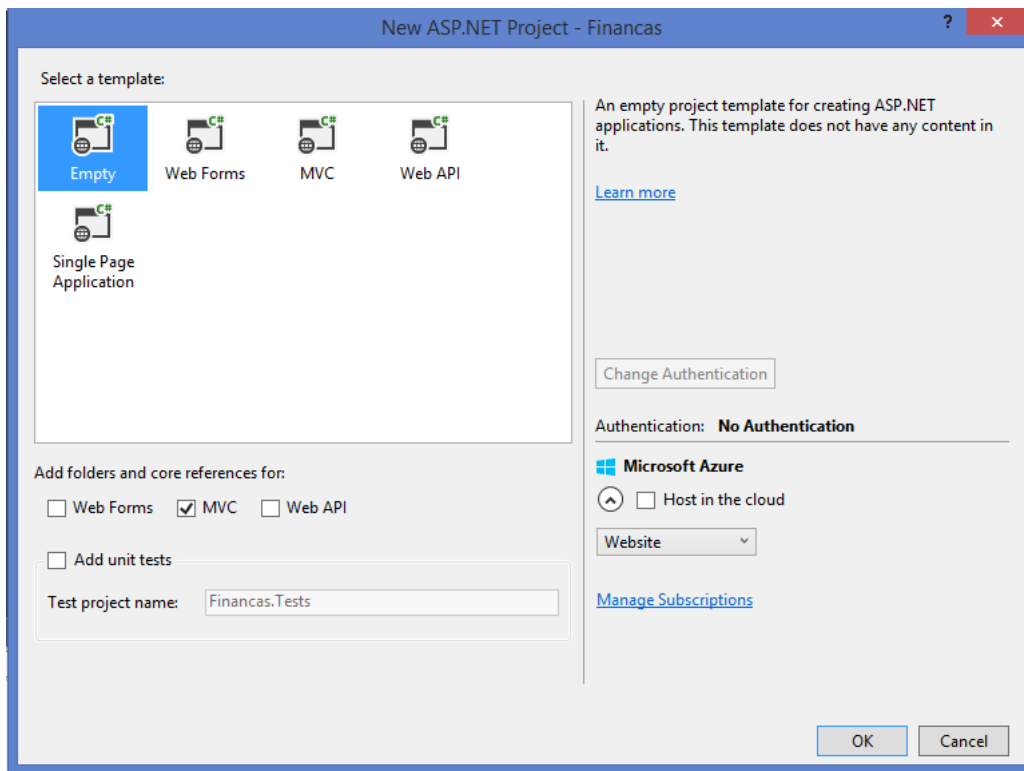 New ASP.NET Project - Financas
?
Select a template:
C#
Empty
C#
Web Forms
C#
MVC
C#
Web API
C#
Single Page
Application
An empty project template for creating ASP.NET
applications. This template does not have any content in
it.
Learn more
Change Authentication
Authentication: No Authentication
Microsoft Azure
Host in the cloud
Website
Manage Subscriptions
Add folders and core references for:
Web Forms MVC Web API
Add unit tests
Test project name: Financas.Tests
OK Cancel